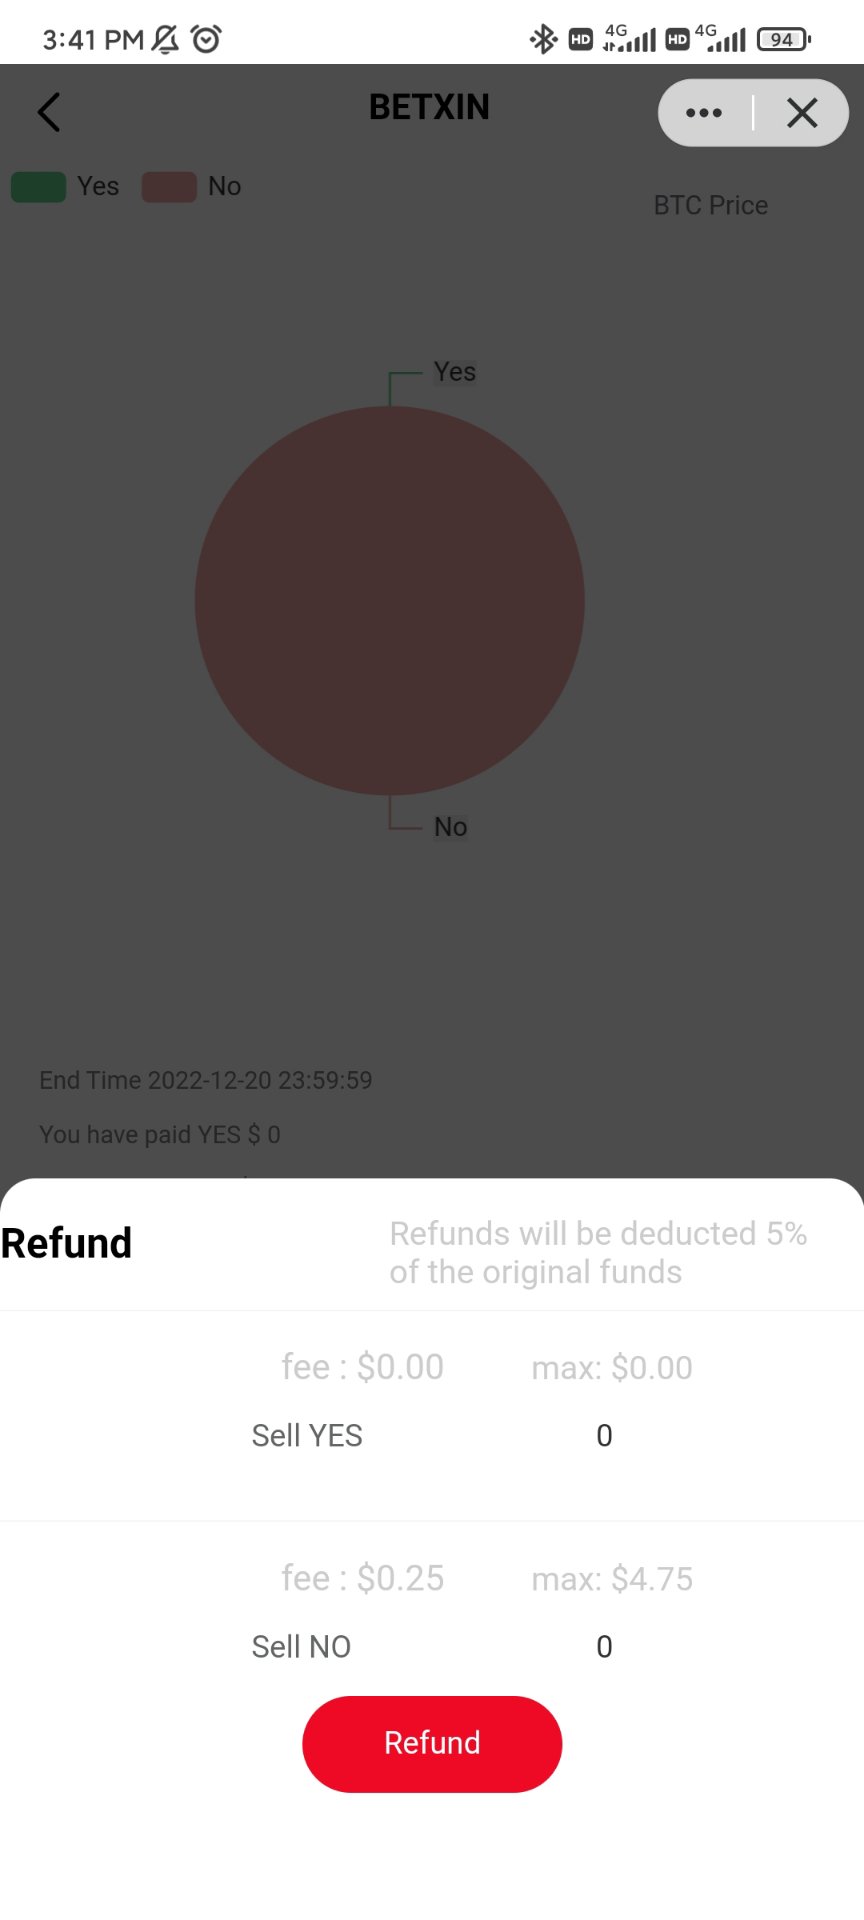 3:41 PM
HD 4G HD 4G 94
BETXIN
Yes No
BTC Price
Yes
No
End Time 2022-12-20 23:59:59
You have paid YES $ 0
Refund
Refunds will be deducted 5%
of the original funds
fee : $0.00 max: $0.00
Sell YES 0
fee : $0.25 max: $4.75
Sell NO 0
Refund